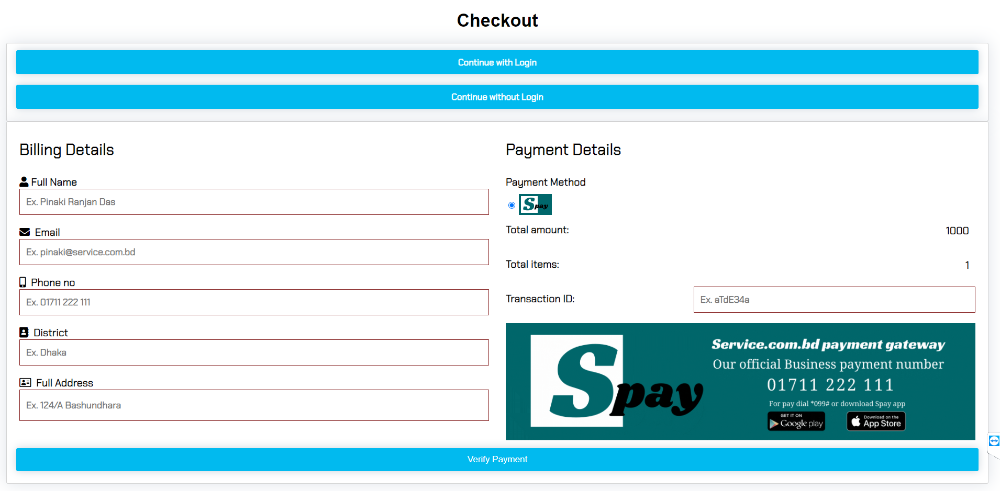 Checkout
Continue with Login
Continue without Login
Billing Details
Full Name
Ex. Pinaki Ranjan Das
Email
Ex. pinaki@service.com.bd
Phone no
Ex. 01711 222 111
District
Ex. Dhaka
Full Address
Ex. 124/A Bashundhara
Payment Details
Payment Method
Spay
Total amount: 1000
Total items: 1
Transaction ID: Ex. aTdE34a
Spay
Service.com.bd payment gateway
Our official Business payment number
01711 222 111
For pay dial *099# or download Spay app
GET IT ON
Google play
Download on the
App Store
Verify Payment